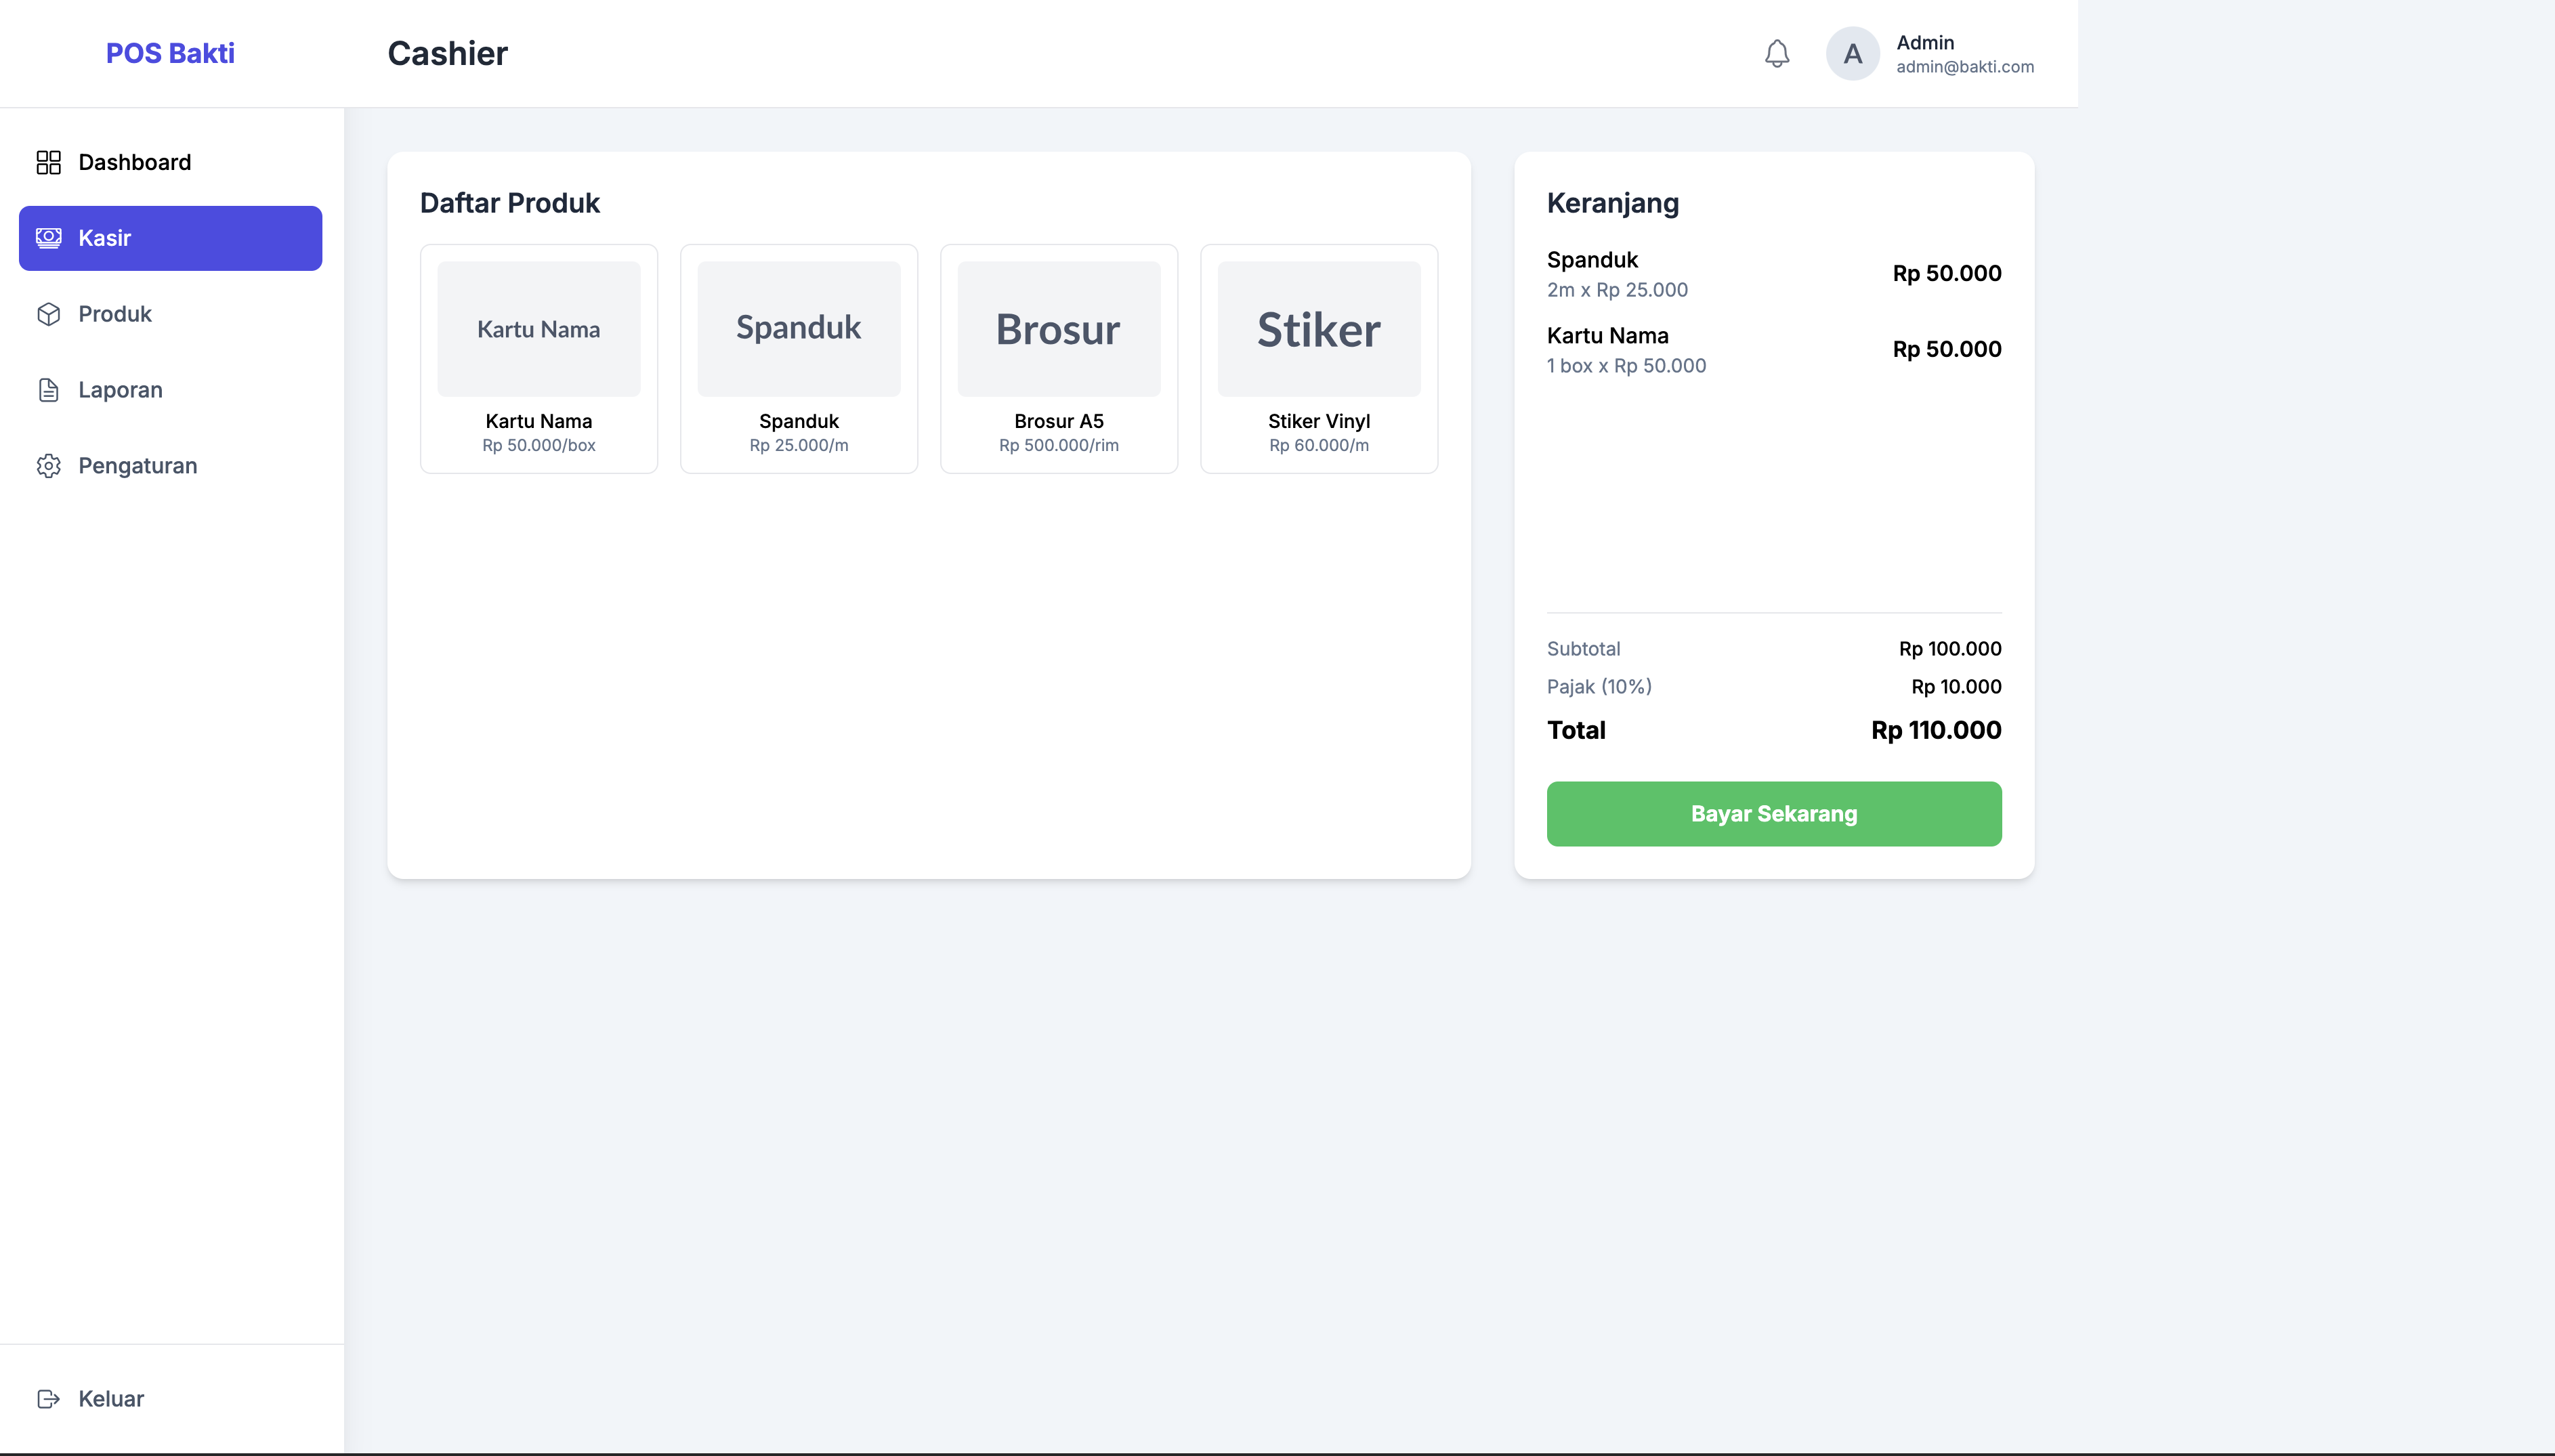 POS Bakti
Cashier
A
Admin
admin@bakti.com
Dashboard
Kasir
Produk
Laporan
Pengaturan
Keluar
Daftar Produk
Kartu Nama
Kartu Nama
Rp 50.000/box
Spanduk
Spanduk
Rp 25.000/m
Brosur
Brosur A5
Rp 500.000/rim
Stiker
Stiker Vinyl
Rp 60.000/m
Keranjang
Spanduk
2m x Rp 25.000
Rp 50.000
Kartu Nama
1 box x Rp 50.000
Rp 50.000
Subtotal Rp 100.000
Pajak (10%) Rp 10.000
Total Rp 110.000
Bayar Sekarang